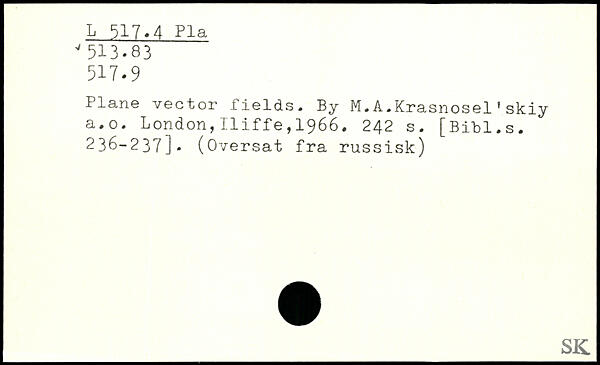 L 517.4 Pla
√513.83
517.9
Plane vector fields. By M.A.Krasnosel'skiy
a.o. London,Iliffe,1966. 242 s. [Bibl.s.
236-237]. (Oversat fra russisk)
SK